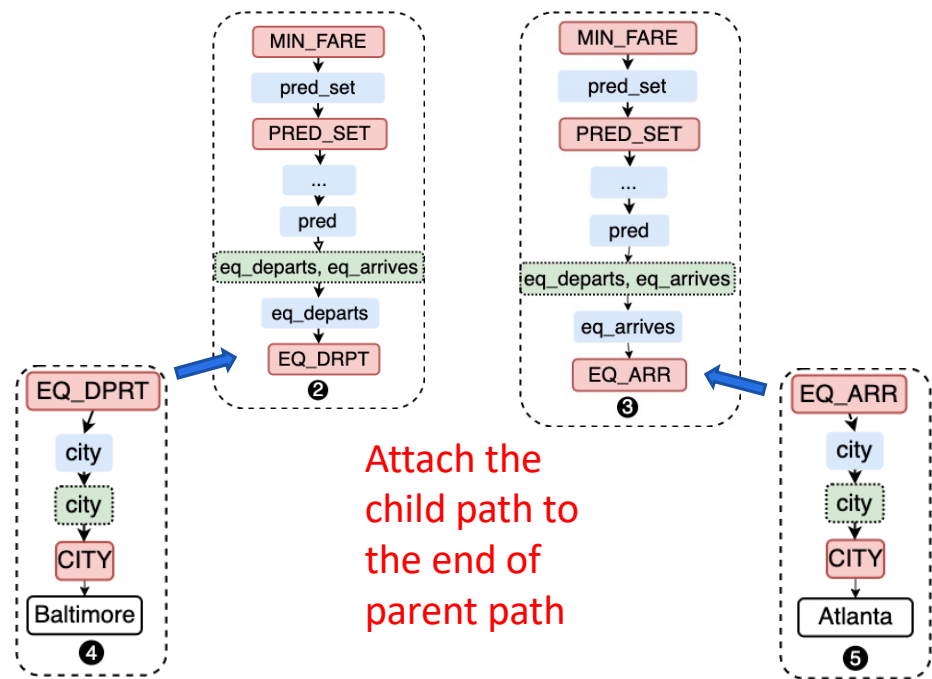 MIN_FARE
pred_set
PRED_SET
...
pred
eq_departs, eq_arrives
eq_departs
EQ_DRPT
❷
MIN_FARE
pred_set
PRED_SET
...
pred
eq_departs, eq_arrives
eq_arrives
EQ_ARR
❸
EQ_DPRT
city
city
CITY
Baltimore
❹
Attach the
child path to
the end of
parent path
EQ_ARR
city
city
CITY
Atlanta
❺